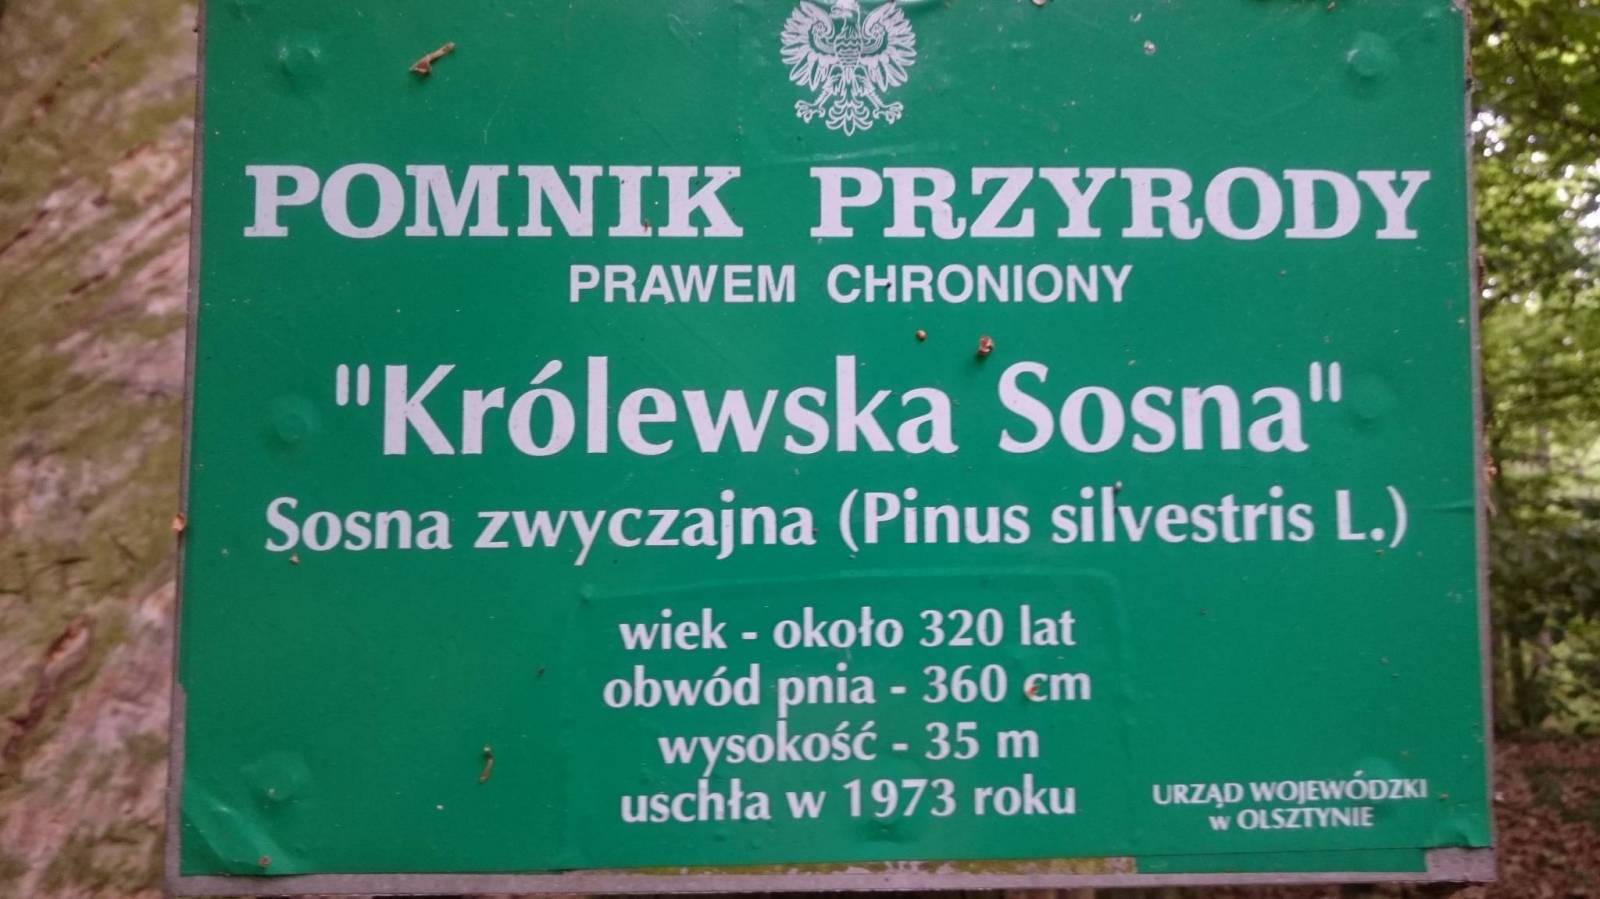 POMNIK PRZYRODY
PRAWEM CHRONIONY
"Królewska Sosna"
Sosna zwyczajna (Pinus silvestris L.)
wiek - około 320 lat
obwód pnia - 360 cm
wysokość - 35 m
uschła w 1973 roku
URZĄD WOJEWÓDZKI
w OLSZTYNIE